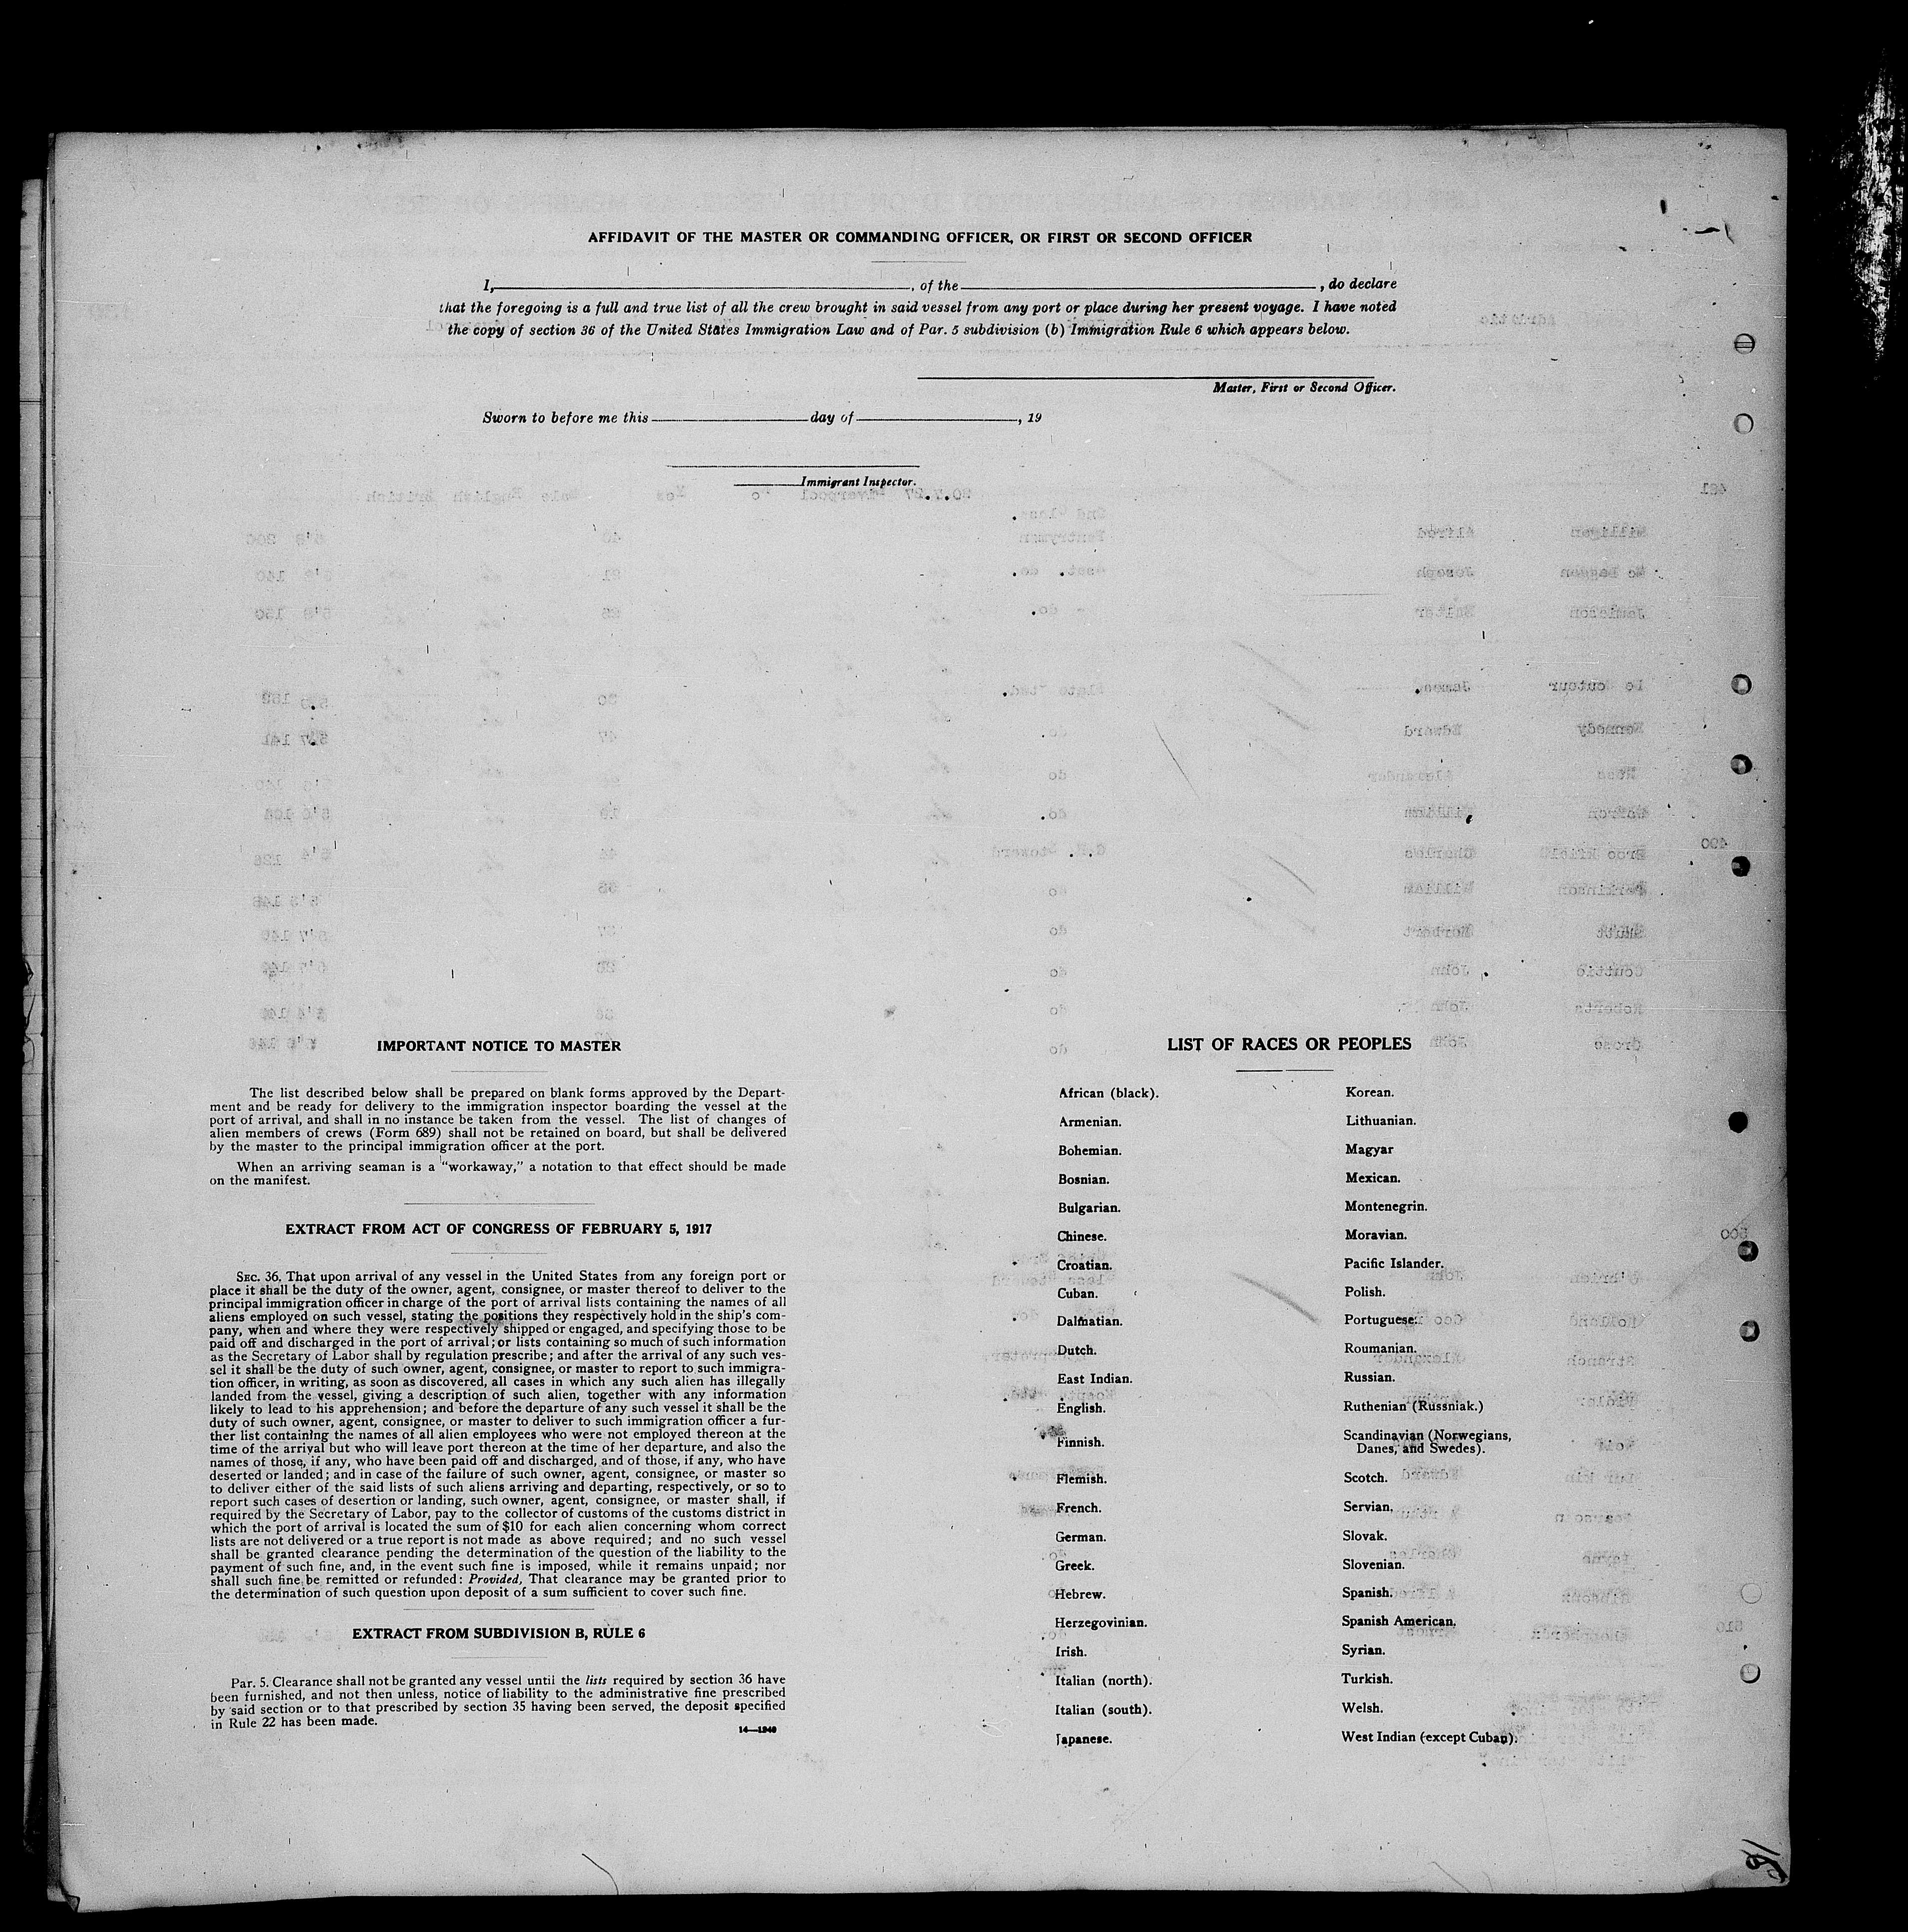 AFFIDAVIT OF THE MASTER OR COMMANDING OFFICER, OR FIRST OR SECOND OFFICER
I, , of the , do declare
that the foregoing is a full and true list of all the crew brought in said vessel from any port or place during her present voyage. I have noted
the copy of section 36 of the United States Immigration Law and of Par. 5 subdivision (b) Immigration Rule 6 which appears below.
Master, First or Second Officer.
Sworn to before me this day of , 19
Immigrant Inspector.
IMPORTANT NOTICE TO MASTER
The list described below shall be prepared on blank forms approved by the Depart-
ment and be ready for delivery to the immigration inspector boarding the vessel at the
port of arrival, and shall in no instance be taken from the vessel. The list of changes of
alien members of crews (Form 689) shall not be retained on board, but shall be delivered
by the master to the principal immigration officer at the port.
When an arriving seaman is a "workaway," a notation to that effect should be made
on the manifest.
EXTRACT FROM ACT OF CONGRESS OF FEBRUARY 5, 1917
SEC. 36. That upon arrival of any vessel in the United States from any foreign port or
place it shall be the duty of the owner, agent, consignee, or master thereof to deliver to the
principal immigration officer in charge of the port of arrival lists containing the names of all
aliens employed on such vessel, stating the positions they respectively hold in the ship's com-
pany, when and where they were respectively shipped or engaged, and specifying those to be
paid off and discharged in the port of arrival; or lists containing so much of such information
as the Secretary of Labor shall by regulation prescribe; and after the arrival of any such ves-
sel it shall be the duty of such owner, agent, consignee, or master to report to such immigra-
tion officer, in writing, as soon as discovered, all cases in which any such alien has illegally
landed from the vessel, giving a description of such alien, together with any information
likely to lead to his apprehension; and before the departure of any such vessel it shall be the
duty of such owner, agent, consignee, or master to deliver to such immigration officer a fur-
ther list containing the names of all alien employees who were not employed thereon at the
time of the arrival but who will leave port thereon at the time of her departure, and also the
names of those, if any, who have been paid off and discharged, and of those, if any, who have
deserted or landed; and in case of the failure of such owner, agent, consignee, or master so
to deliver either of the said lists of such aliens arriving and departing, respectively, or so to
report such cases of desertion or landing, such owner, agent, consignee, or master shall, if
required by the Secretary of Labor, pay to the collector of customs of the customs district in
which the port of arrival is located the sum of $10 for each alien concerning whom correct
lists are not delivered or a true report is not made as above required; and no such vessel
shall be granted clearance pending the determination of the question of the liability to the
payment of such fine, and, in the event such fine is imposed, while it remains unpaid; nor
shall such fine be remitted or refunded: Provided, That clearance may be granted prior to
the determination of such question upon deposit of a sum sufficient to cover such fine.
EXTRACT FROM SUBDIVISION B, RULE 6
Par. 5. Clearance shall not be granted any vessel until the lists required by section 36 have
been furnished, and not then unless, notice of liability to the administrative fine prescribed
by said section or to that prescribed by section 35 having been served, the deposit specified
in Rule 22 has been made.
14—1940
LIST OF RACES OR PEOPLES
African (black).
Armenian.
Bohemian.
Bosnian.
Bulgarian.
Chinese.
Croatian.
Cuban.
Dalmatian.
Dutch.
East Indian.
English.
Finnish.
Flemish.
French.
German.
Greek.
Hebrew.
Herzegovinian.
Irish.
Italian (north).
Italian (south).
Japanese.
Korean.
Lithuanian.
Magyar
Mexican.
Montenegrin.
Moravian.
Pacific Islander.
Polish.
Portuguese.
Roumanian.
Russian.
Ruthenian (Russniak.)
Scandinavian (Norwegians,
Danes, and Swedes).
Scotch.
Servian.
Slovak.
Slovenian.
Spanish.
Spanish American.
Syrian.
Turkish.
Welsh.
West Indian (except Cuban).